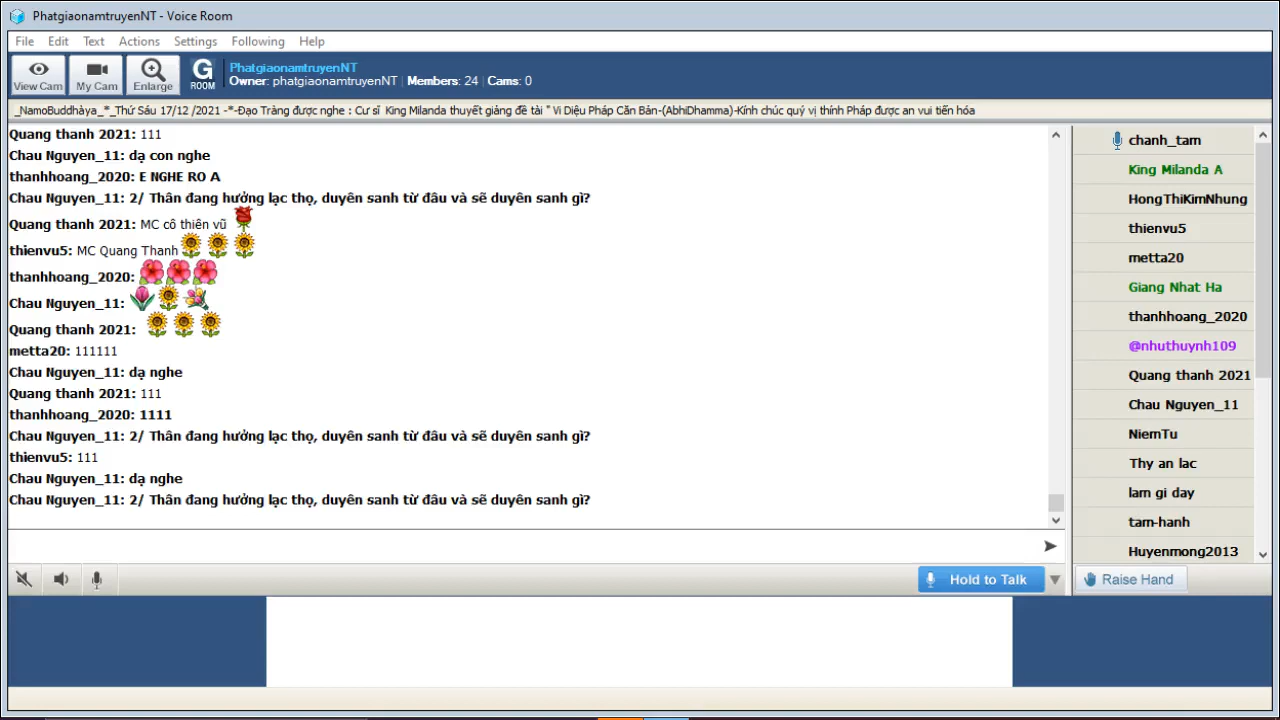 PhatgiaonamtruyenNT - Voice Room
File Edit Text Actions Settings Following Help
View Cam My Cam Enlarge G ROOM
PhatgiaonamtruyenNT
Owner: phatgiaonamtruyenNT | Members: 24 | Cams: 0
_NamoBuddhàya_*_Thứ Sáu 17/12 /2021 -*-Đạo Tràng được nghe : Cư sĩ King Milanda thuyết giảng đề tài " Vi Diệu Pháp Căn Bản-(AbhiDhamma)-Kính chúc quý vị thính Pháp được an vui tiến hóa
Quang thanh 2021: 111
Chau Nguyen_11: dạ con nghe
thanhhoang_2020: E NGHE RO A
Chau Nguyen_11: 2/ Thân đang hưởng lạc thọ, duyên sanh từ đâu và sẽ duyên sanh gì?
Quang thanh 2021: MC cô thiên vũ
thienvu5: MC Quang Thanh
thanhhoang_2020:
Chau Nguyen_11:
Quang thanh 2021:
metta20: 111111
Chau Nguyen_11: dạ nghe
Quang thanh 2021: 111
thanhhoang_2020: 1111
Chau Nguyen_11: 2/ Thân đang hưởng lạc thọ, duyên sanh từ đâu và sẽ duyên sanh gì?
thienvu5: 111
Chau Nguyen_11: dạ nghe
Chau Nguyen_11: 2/ Thân đang hưởng lạc thọ, duyên sanh từ đâu và sẽ duyên sanh gì?
chanh_tam
King Milanda A
HongThiKimNhung
thienvu5
metta20
Giang Nhat Ha
thanhhoang_2020
@nhuthuynh109
Quang thanh 2021
Chau Nguyen_11
NiemTu
Thy an lac
lam gi day
tam-hanh
Huyenmong2013
Hold to Talk
Raise Hand